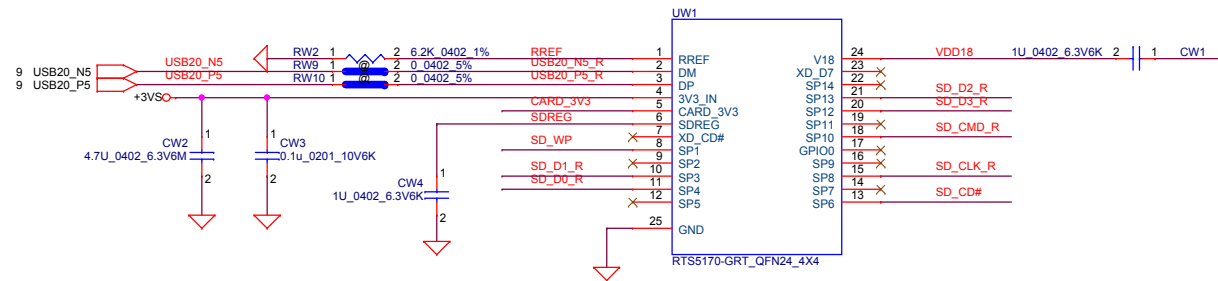 UW1
RW2 1 2 6.2K_0402_1% RREF 1 RREF V18 24 VDD18 1U_0402_6.3V6K 2 1 CW1
9 USB20_N5 USB20_N5 RW9 1 @ 2 0_0402_5% USB20_N5_R 2 DM XD_D7 23
9 USB20_P5 USB20_P5 RW10 1 @ 2 0_0402_5% USB20_P5_R 3 DP SP14 22
+3VS 4 3V3_IN SP13 21 SD_D2_R
CARD_3V3 5 CARD_3V3 SP12 20 SD_D3_R
SDREG 6 SDREG SP11 19
7 XD_CD# SP10 18 SD_CMD_R
SD_WP 8 SP1 GPIO0 17
9 SP2 SP9 16
SD_D1_R 10 SP3 SP8 15 SD_CLK_R
SD_D0_R 11 SP4 SP7 14
12 SP5 SP6 13 SD_CD#
25 GND
RTS5170-GRT_QFN24_4X4
1 CW2 4.7U_0402_6.3V6M 2
1 CW3 0.1u_0201_10V6K 2
1 CW4 1U_0402_6.3V6K 2